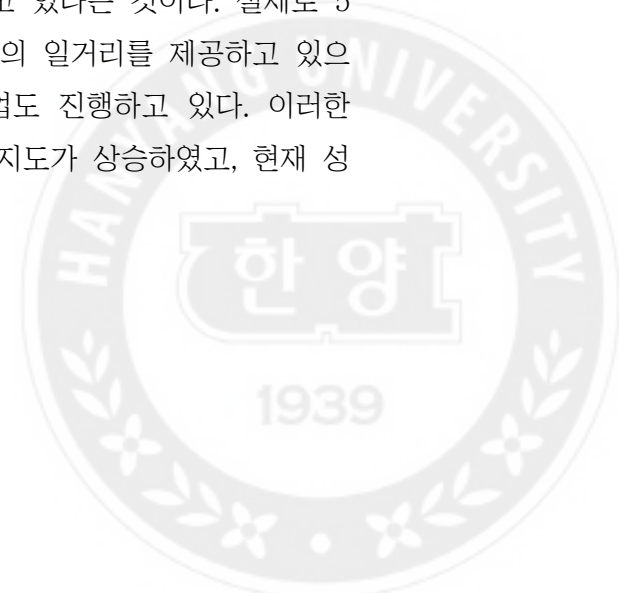 있다는 것이다. 실제로 5
의 일거리를 제공하고 있으
도 진행하고 있다. 이러한
지도가 상승하였고, 현재 성
HANYANG UNIVERSITY
한양
1939